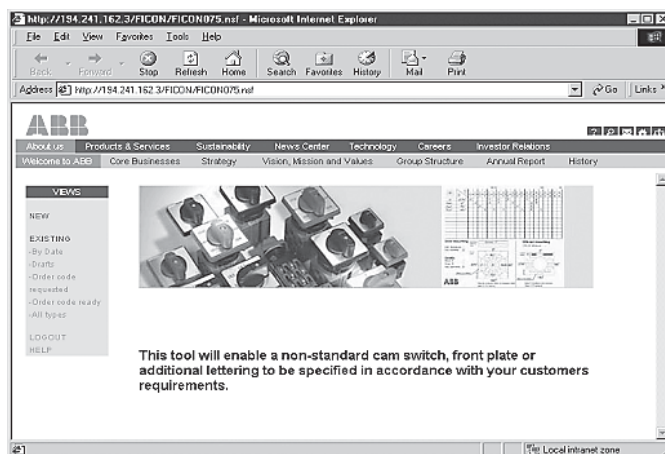 http://194.241.162.3/FICON/FICON075.nsf - Microsoft Internet Explorer
File Edit View Favorites Tools Help
Back Forward Stop Refresh Home Search Favorites History Mail Print
Address http://194.241.162.3/FICON/FICON075.nsf Go Links »
ABB
About us Products & Services Sustainability News Center Technology Careers Investor Relations
Welcome to ABB Core Businesses Strategy Vision, Mission and Values Group Structure Annual Report History
VIEWS
NEW
EXISTING
-By Date
-Drafts
-Order code
requested
-Order code ready
-All types
LOGOUT
HELP
ABB
This tool will enable a non-standard cam switch, front plate or
additional lettering to be specified in accordance with your customers
requirements.
Local intranet zone